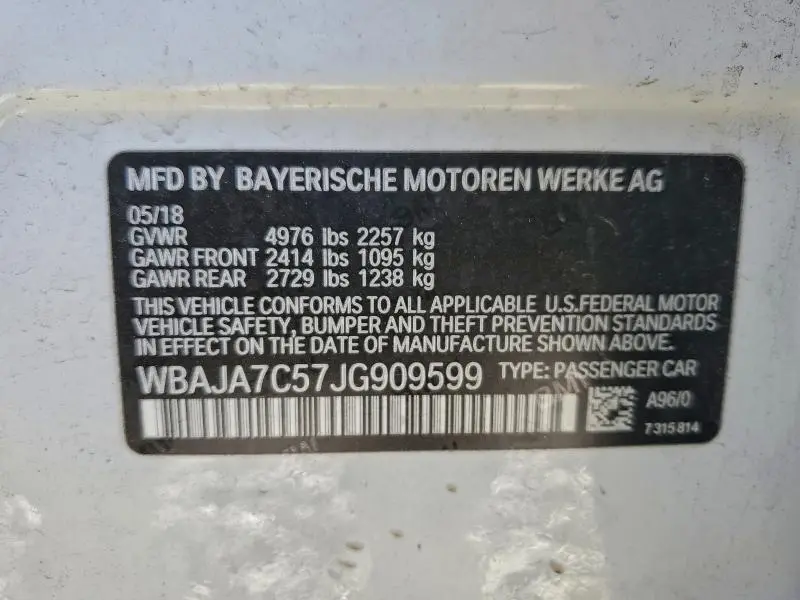 MFD BY BAYERISCHE MOTOREN WERKE AG
05/18
GVWR 4976 lbs 2257 kg
GAWR FRONT 2414 lbs 1095 kg
GAWR REAR 2729 lbs 1238 kg
THIS VEHICLE CONFORMS TO ALL APPLICABLE U.S.FEDERAL MOTOR
VEHICLE SAFETY, BUMPER AND THEFT PREVENTION STANDARDS
IN EFFECT ON THE DATE OF MANUFACTURE SHOWN ABOVE.
WBAJA7C57JG909599 TYPE: PASSENGER CAR
A96/0
7315814